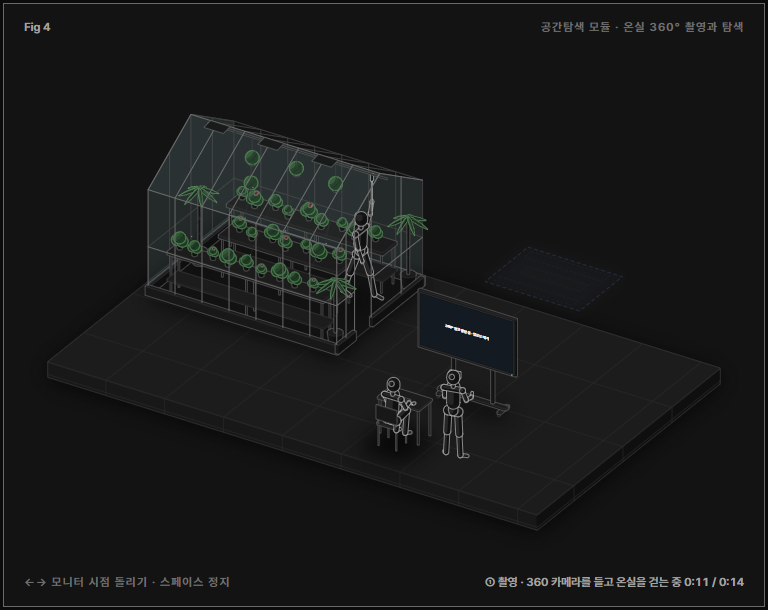 Fig 4
공간탐색 모듈 · 온실 360° 촬영과 탐색
←→ 모니터 시점 돌리기 · 스페이스 정지
① 촬영 · 360 카메라를 들고 온실을 걷는 중 0:11 / 0:14